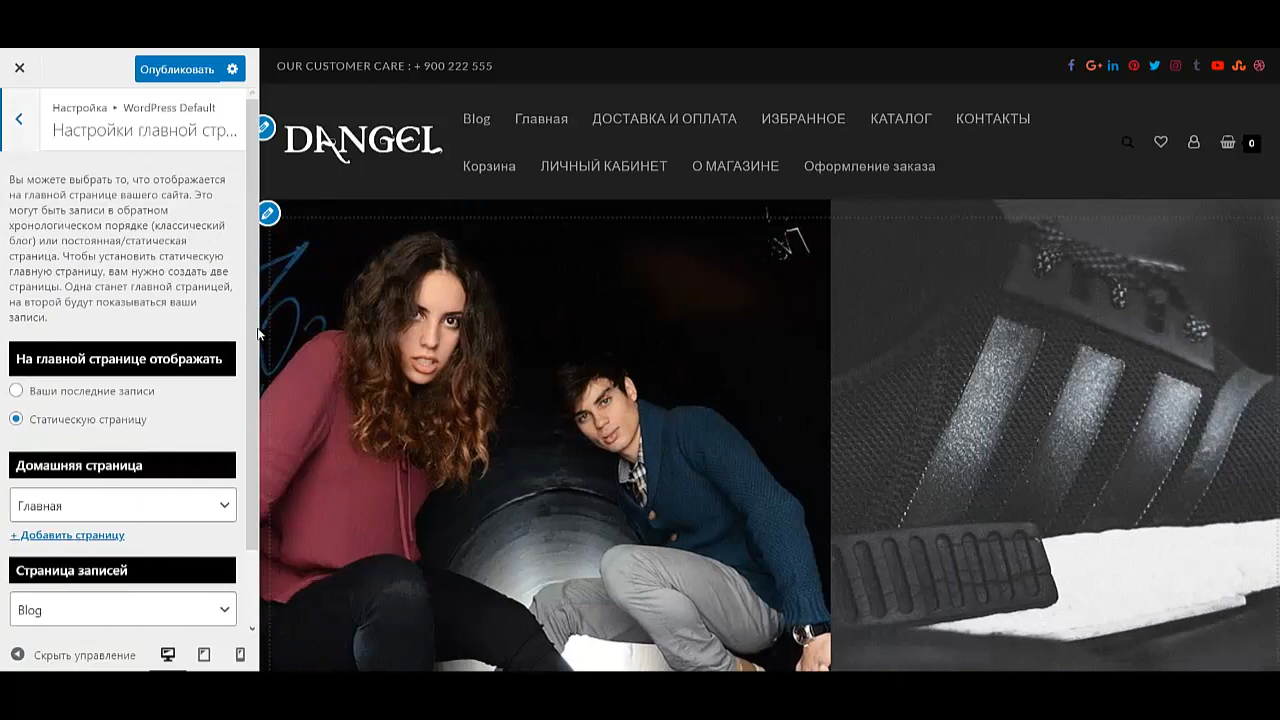 Опубликовать
Настройка • WordPress Default
Настройки главной стр...
Вы можете выбрать то, что отображается
на главной странице вашего сайта. Это
могут быть записи в обратном
хронологическом порядке (классический
блог) или постоянная/статическая
страница. Чтобы установить статическую
главную страницу, вам нужно создать две
страницы. Одна станет главной страницей,
на второй будут показываться ваши
записи.
На главной странице отображать
Ваши последние записи
Статическую страницу
Домашняя страница
Главная
+ Добавить страницу
Страница записей
Blog
Скрыть управление
OUR CUSTOMER CARE : + 900 222 555
DANGEL
Blog Главная ДОСТАВКА И ОПЛАТА ИЗБРАННОЕ КАТАЛОГ КОНТАКТЫ
Корзина ЛИЧНЫЙ КАБИНЕТ О МАГАЗИНЕ Оформление заказа
0